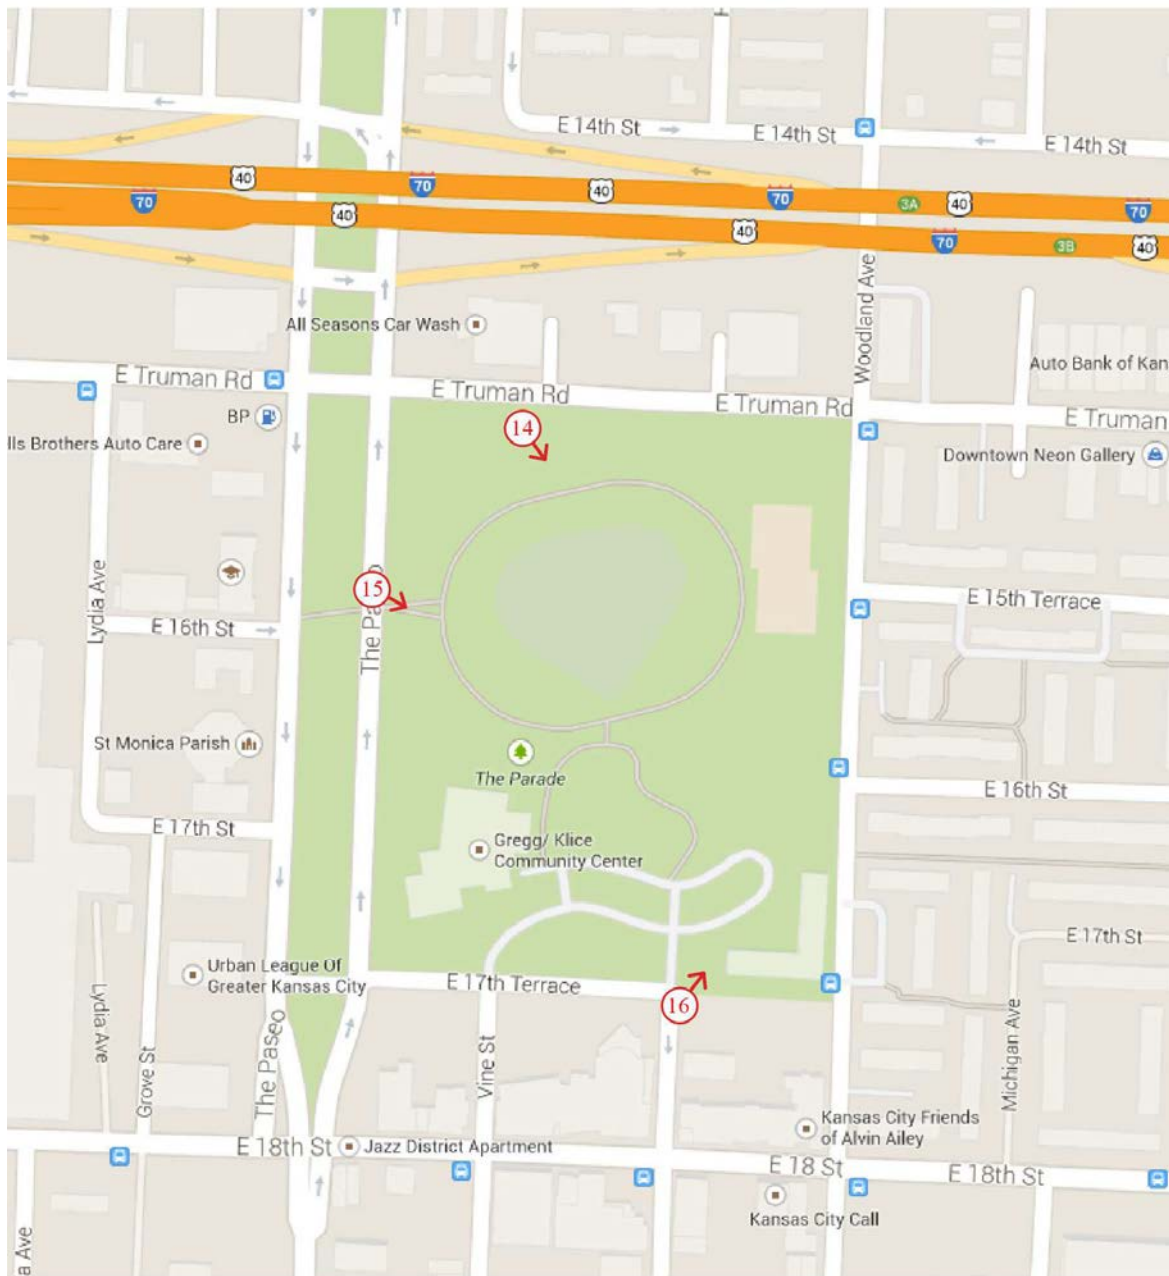 E 14th St
E 14th St
E 14th St
40
70
40
70
3A
40
70
70
40
40
70
3B
40
Woodland Ave
All Seasons Car Wash
Auto Bank of Kan
E Truman Rd
E Truman Rd
E Truman Rd
E Truman
BP
14
lls Brothers Auto Care
Downtown Neon Gallery
Lydia Ave
15
The Pa
E 15th Terrace
E 16th St
St Monica Parish
The Parade
E 16th St
E 17th St
Gregg/ Klice
Community Center
E 17th St
Urban League Of
Greater Kansas City
E 17th Terrace
16
Lydia Ave
Grove St
The Paseo
Vine St
Michigan Ave
Kansas City Friends
of Alvin Ailey
E 18th St
Jazz District Apartment
E 18 St
E 18th St
Kansas City Call
a Ave